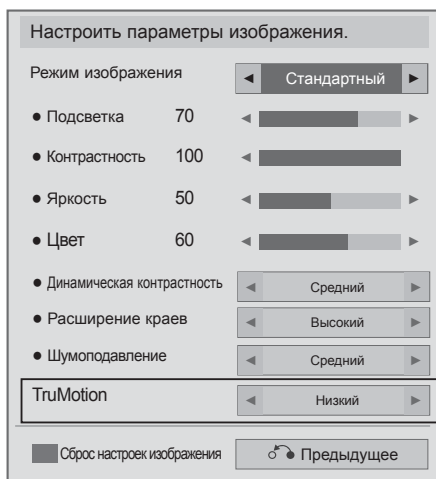 Настроить параметры изображения.
Режим изображения ◄ Стандартный ►
● Подсветка 70 ◄ ►
● Контрастность 100 ◄
● Яркость 50 ◄ ►
● Цвет 60 ◄ ►
● Динамическая контрастность ◄ Средний ►
● Расширение краев ◄ Высокий ►
● Шумоподавление ◄ Средний ►
TruMotion ◄ Низкий ►
Сброс настроек изображения Предыдущее